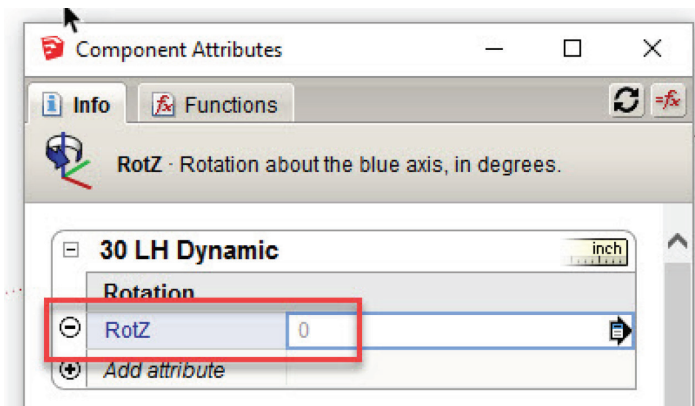 Component Attributes
Info
Functions
=fx
RotZ · Rotation about the blue axis, in degrees.
30 LH Dynamic
inch
Rotation
RotZ
0
Add attribute